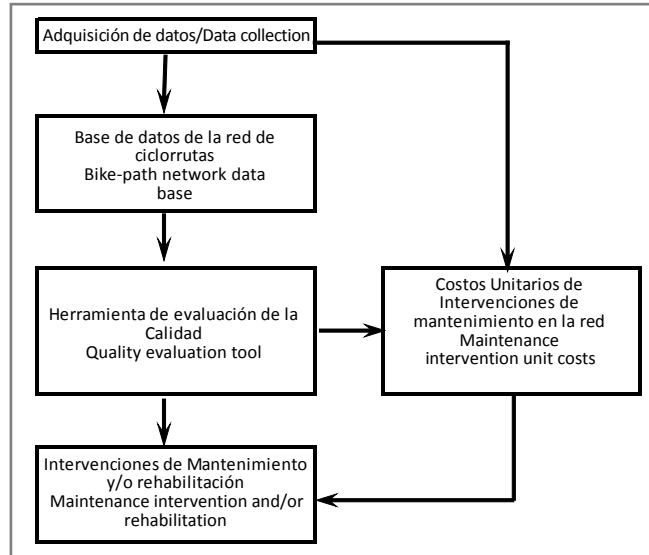 Adquisición de datos/Data collection
Base de datos de la red de
ciclorrutas
Bike-path network data
base
Herramienta de evaluación de la
Calidad
Quality evaluation tool
Costos Unitarios de
Intervenciones de
mantenimiento en la red
Maintenance
intervention unit costs
Intervenciones de Mantenimiento
y/o rehabilitación
Maintenance intervention and/or
rehabilitation